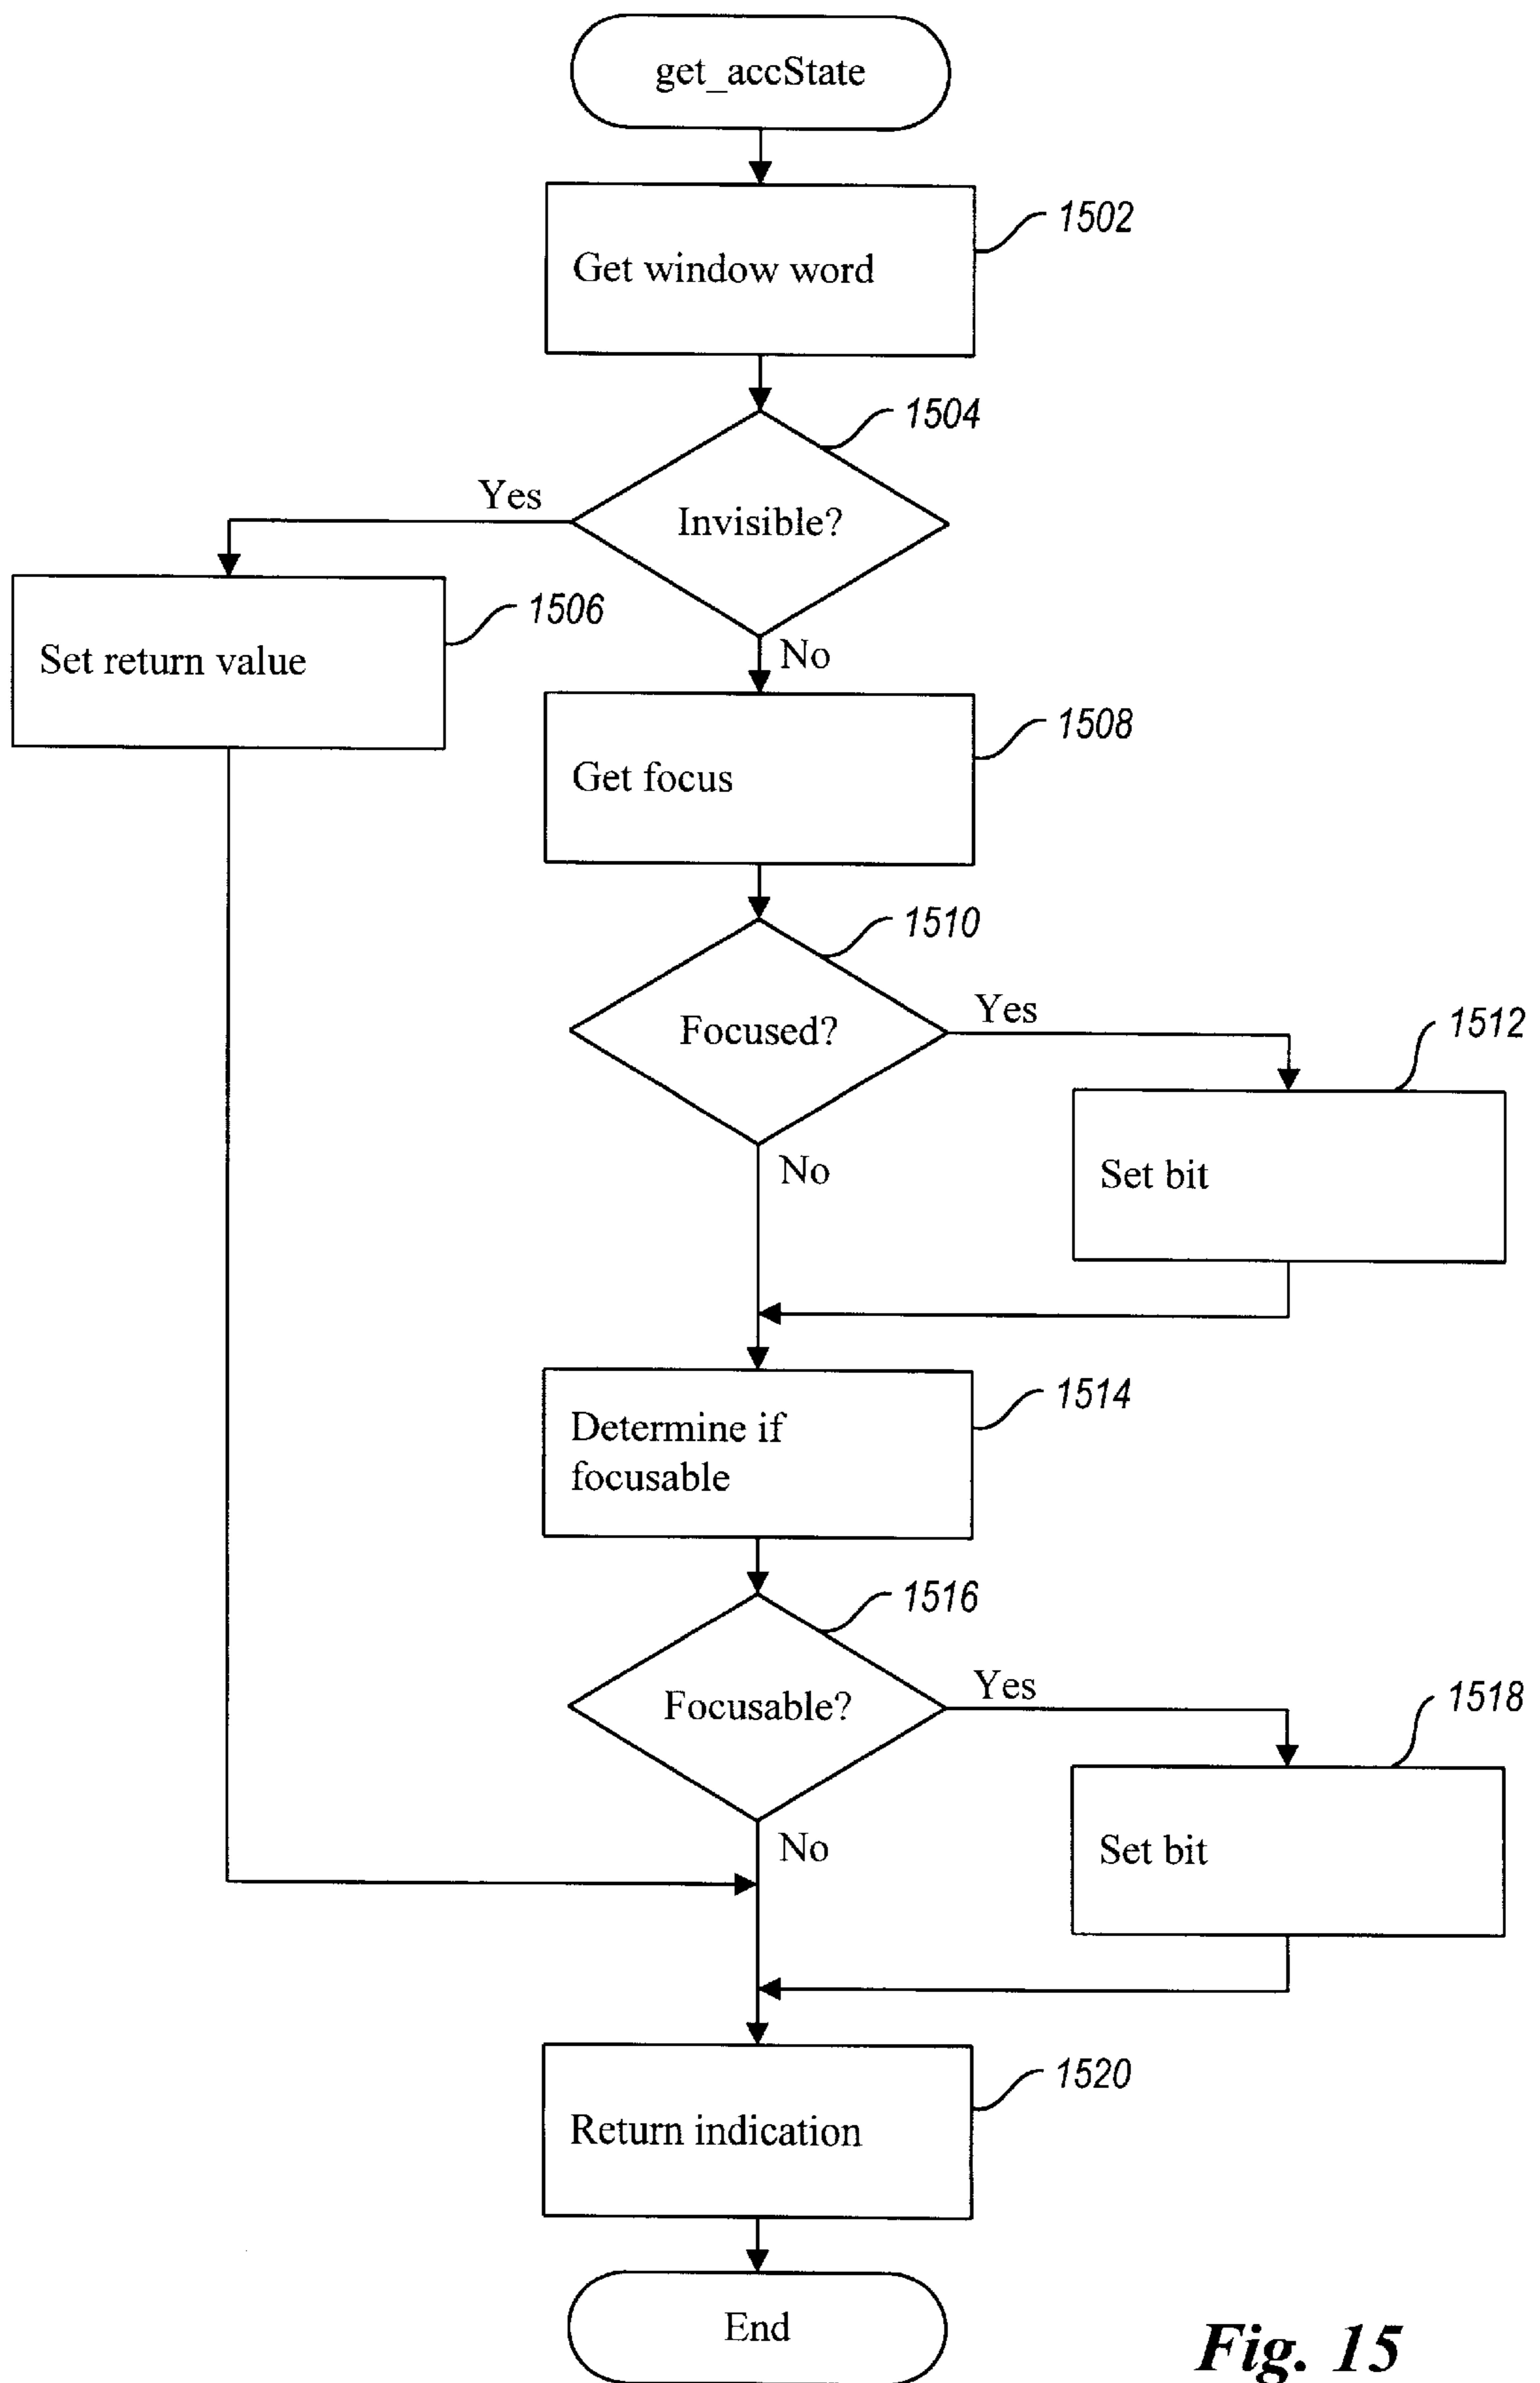 get_accState
1502
Get window word
1504
Yes
Invisible?
1506
Set return value
No
1508
Get focus
1510
Focused?
Yes
1512
No
Set bit
1514
Determine if
focusable
1516
Focusable?
Yes
1518
No
Set bit
1520
Return indication
End
Fig. 15